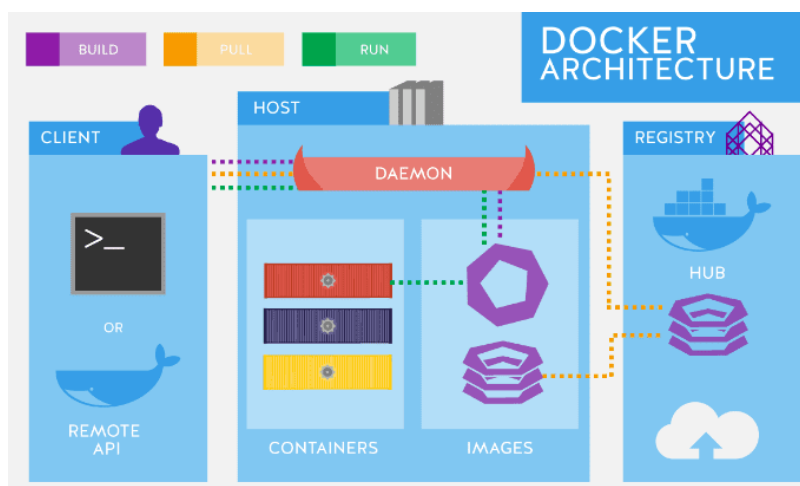 BUILD
PULL
RUN
DOCKER
ARCHITECTURE
CLIENT
HOST
REGISTRY
DAEMON
>_
OR
REMOTE
API
CONTAINERS
IMAGES
HUB